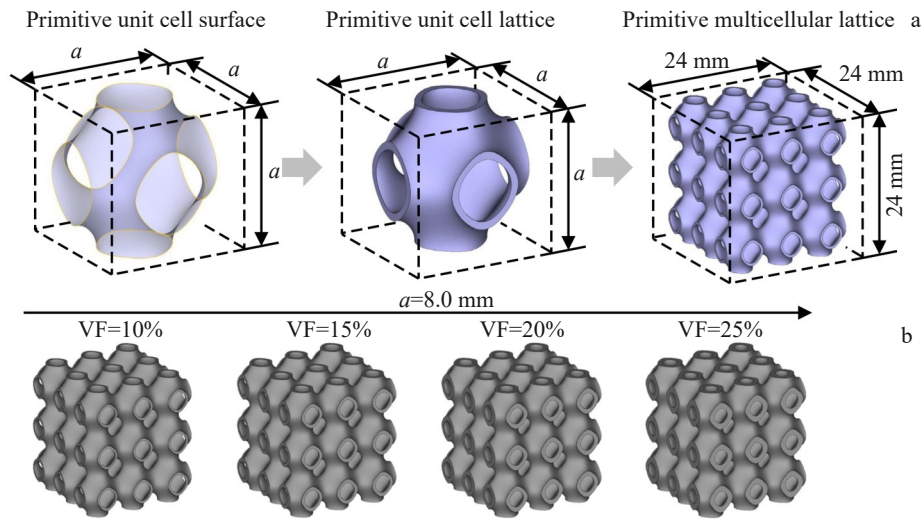 Primitive unit cell surface
Primitive unit cell lattice
Primitive multicellular lattice a
a
a
a
a
a
a
24 mm
24 mm
24 mm
a=8.0 mm
b
VF=10%
VF=15%
VF=20%
VF=25%